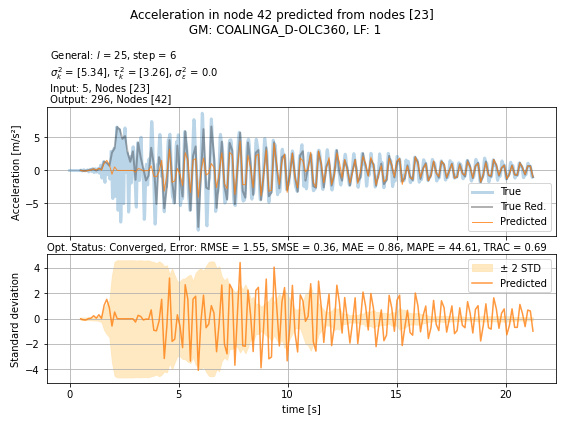 Acceleration in node 42 predicted from nodes [23]
GM: COALINGA_D-OLC360, LF: 1
General: l = 25, step = 6
σ²ₖ = [5.34], τ²ₖ = [3.26], σ²ε = 0.0
Input: 5, Nodes [23]
Output: 296, Nodes [42]
Acceleration [m/s²]
5
0
−5
True
True Red.
Predicted
Opt. Status: Converged, Error: RMSE = 1.55, SMSE = 0.36, MAE = 0.86, MAPE = 44.61, TRAC = 0.69
Standard deviation
4
2
0
−2
−4
± 2 STD
Predicted
0 5 10 15 20
time [s]